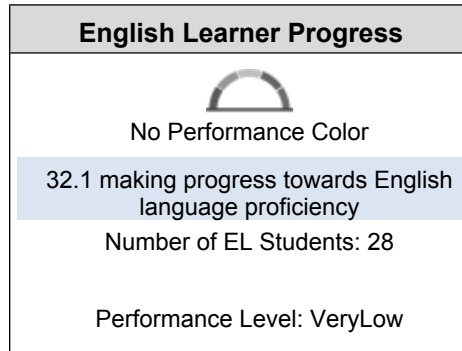 English Learner Progress
No Performance Color
32.1 making progress towards English
language proficiency
Number of EL Students: 28
Performance Level: VeryLow